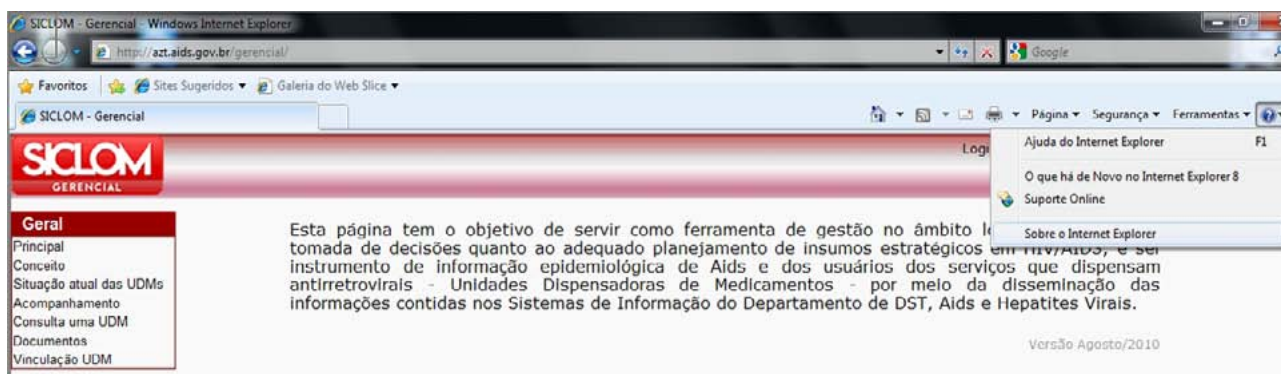 SICLOM - Gerencial - Windows Internet Explorer
http://azt.aids.gov.br/gerencial/
Google
Favoritos Sites Sugeridos Galeria do Web Slice
SICLOM - Gerencial
Página Segurança Ferramentas
SICLOM
GERENCIAL
Logi
Ajuda do Internet Explorer F1
O que há de Novo no Internet Explorer 8
Suporte Online
Sobre o Internet Explorer
Geral
Principal
Conceito
Situação atual das UDMs
Acompanhamento
Consulta uma UDM
Documentos
Vinculação UDM
Esta página tem o objetivo de servir como ferramenta de gestão no âmbito
tomada de decisões quanto ao adequado planejamento de insumos estratégicos em HIV/AIDS, e ser
instrumento de informação epidemiológica de Aids e dos usuários dos serviços que dispensam
antirretrovirais - Unidades Dispensadoras de Medicamentos - por meio da disseminação das
informações contidas nos Sistemas de Informação do Departamento de DST, Aids e Hepatites Virais.
Versão Agosto/2010